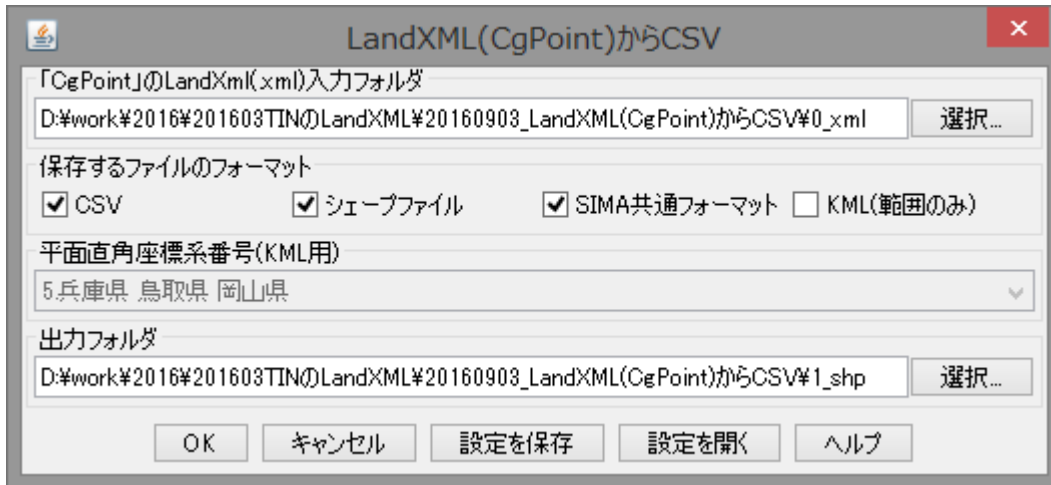 LandXML(CgPoint)からCSV
「CgPoint」のLandXml(.xml)入力フォルダ
D:¥work¥2016¥201603TINのLandXML¥20160903_LandXML(CgPoint)からCSV¥0_xml 選択...
保存するファイルのフォーマット
CSV シェープファイル SIMA共通フォーマット KML(範囲のみ)
平面直角座標系番号(KML用)
5.兵庫県 鳥取県 岡山県
出力フォルダ
D:¥work¥2016¥201603TINのLandXML¥20160903_LandXML(CgPoint)からCSV¥1_shp 選択...
OK キャンセル 設定を保存 設定を開く ヘルプ